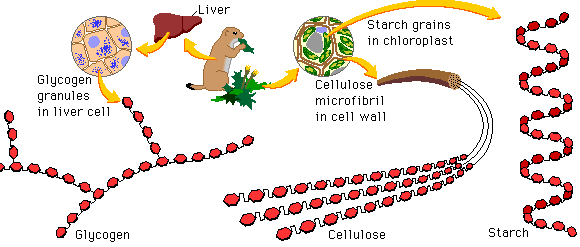 Liver
Starch grains
in chloroplast
Glycogen
granules
in liver cell
Cellulose
microfibril
in cell wall
Glycogen
Cellulose
Starch